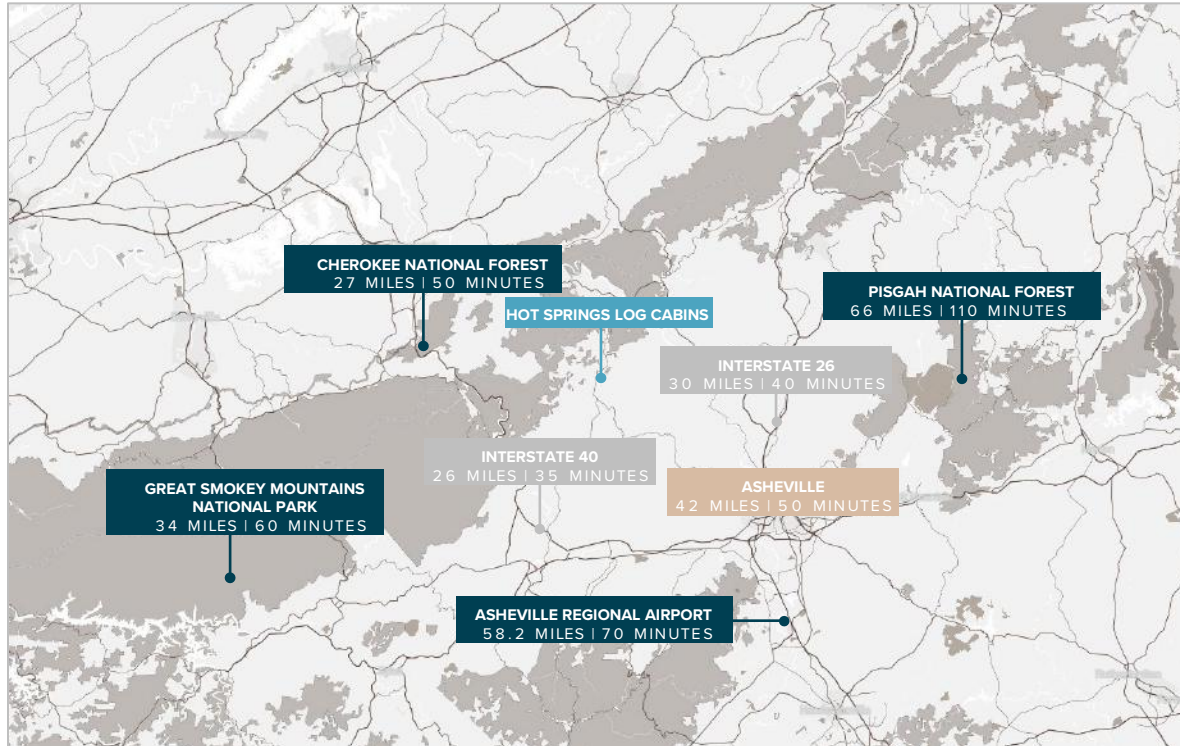 CHEROKEE NATIONAL FOREST
27 MILES | 50 MINUTES
HOT SPRINGS LOG CABINS
PISGAH NATIONAL FOREST
66 MILES | 110 MINUTES
INTERSTATE 26
30 MILES | 40 MINUTES
INTERSTATE 40
26 MILES | 35 MINUTES
ASHEVILLE
42 MILES | 50 MINUTES
GREAT SMOKEY MOUNTAINS
NATIONAL PARK
34 MILES | 60 MINUTES
ASHEVILLE REGIONAL AIRPORT
58.2 MILES | 70 MINUTES